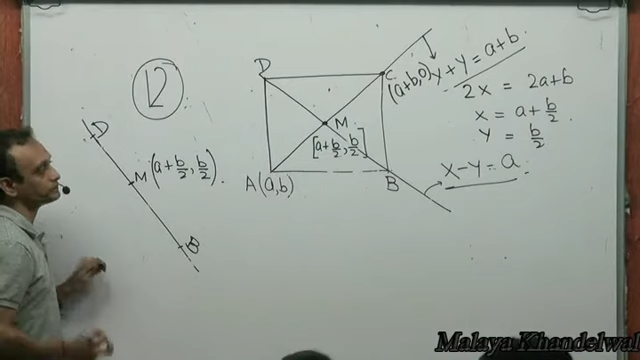 12
D
M (a+b/2, b/2)
B
D
C
(a+b,0)
M
[a+b/2, b/2]
A(a,b)
B
x+y=a+b
2x = 2a+b
x = a+b/2
y = b/2
x-y=a
Malaya Khandelwal